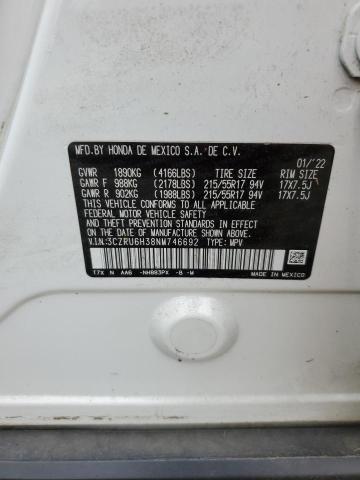 MFD.BY HONDA DE MEXICO S.A. DE C.V.
01/'22
GVWR 1890KG (4166LBS) TIRE SIZE RIM SIZE
GAWR F 988KG (2178LBS) 215/55R17 94V 17X7.5J
GAWR R 902KG (1988LBS) 215/55R17 94V 17X7.5J
THIS VEHICLE CONFORMS TO ALL APPLICABLE
FEDERAL MOTOR VEHICLE SAFETY AND
THEFT PREVENTION STANDARDS IN EFFECT ON
THE DATE OF MANUFACTURE SHOWN ABOVE.
V.I.N:3CZRU6H38NM746692 TYPE: MPV
T7X N AA6 -NH883PX -B -M
MADE IN MEXICO